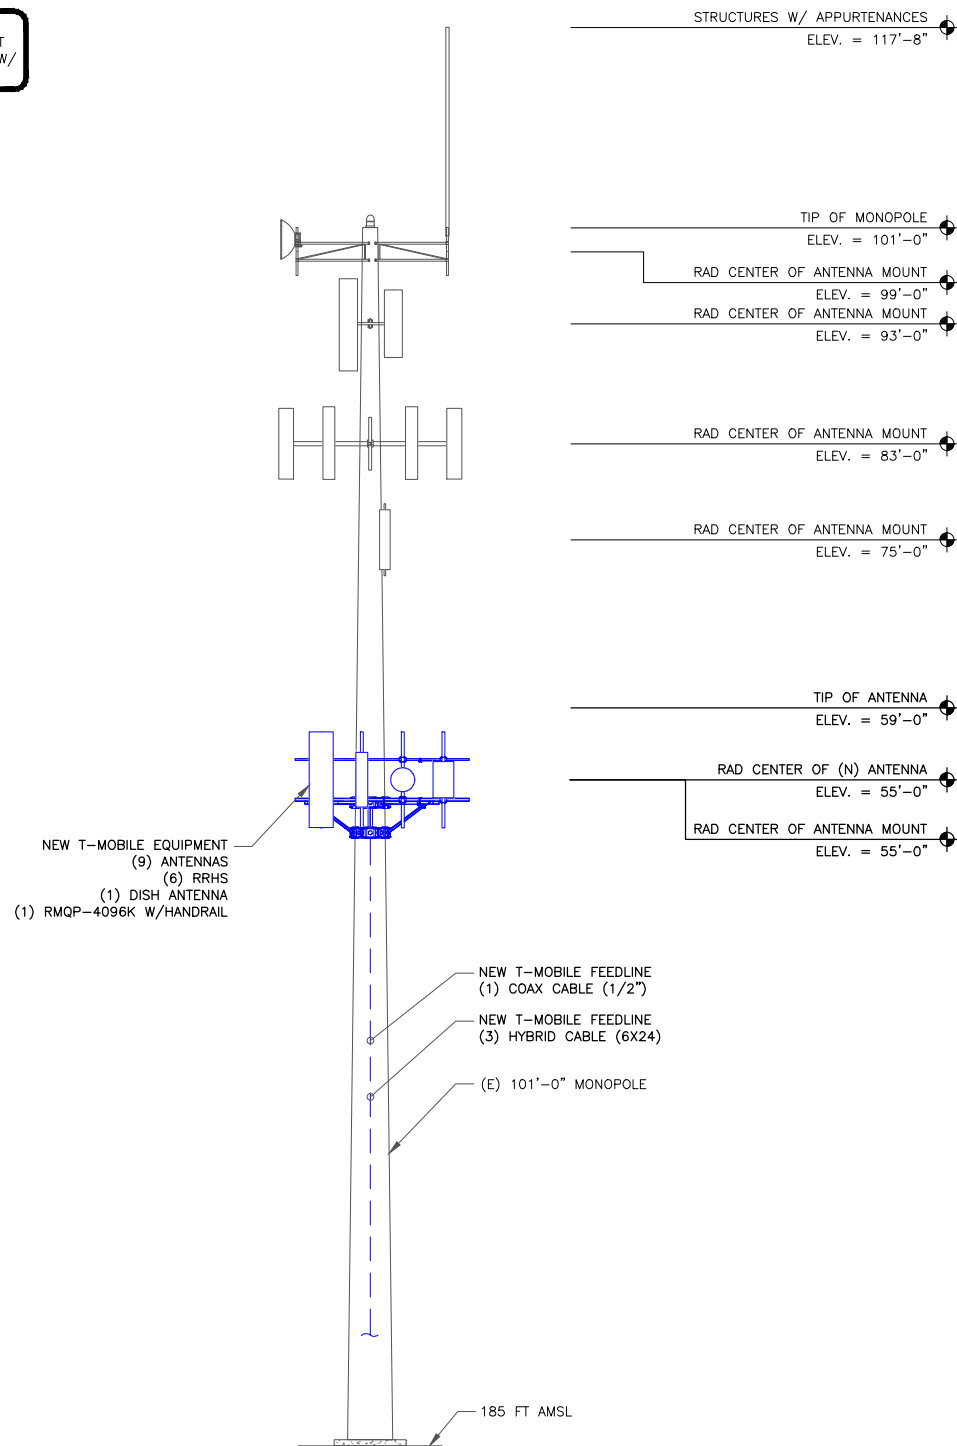 T
W/
STRUCTURES W/ APPURTENANCES
ELEV. = 117'-8"
TIP OF MONOPOLE
ELEV. = 101'-0"
RAD CENTER OF ANTENNA MOUNT
ELEV. = 99'-0"
RAD CENTER OF ANTENNA MOUNT
ELEV. = 93'-0"
RAD CENTER OF ANTENNA MOUNT
ELEV. = 83'-0"
RAD CENTER OF ANTENNA MOUNT
ELEV. = 75'-0"
TIP OF ANTENNA
ELEV. = 59'-0"
RAD CENTER OF (N) ANTENNA
ELEV. = 55'-0"
RAD CENTER OF ANTENNA MOUNT
ELEV. = 55'-0"
NEW T-MOBILE EQUIPMENT
(9) ANTENNAS
(6) RRHS
(1) DISH ANTENNA
(1) RMQP-4096K W/HANDRAIL
NEW T-MOBILE FEEDLINE
(1) COAX CABLE (1/2")
NEW T-MOBILE FEEDLINE
(3) HYBRID CABLE (6X24)
(E) 101'-0" MONOPOLE
185 FT AMSL